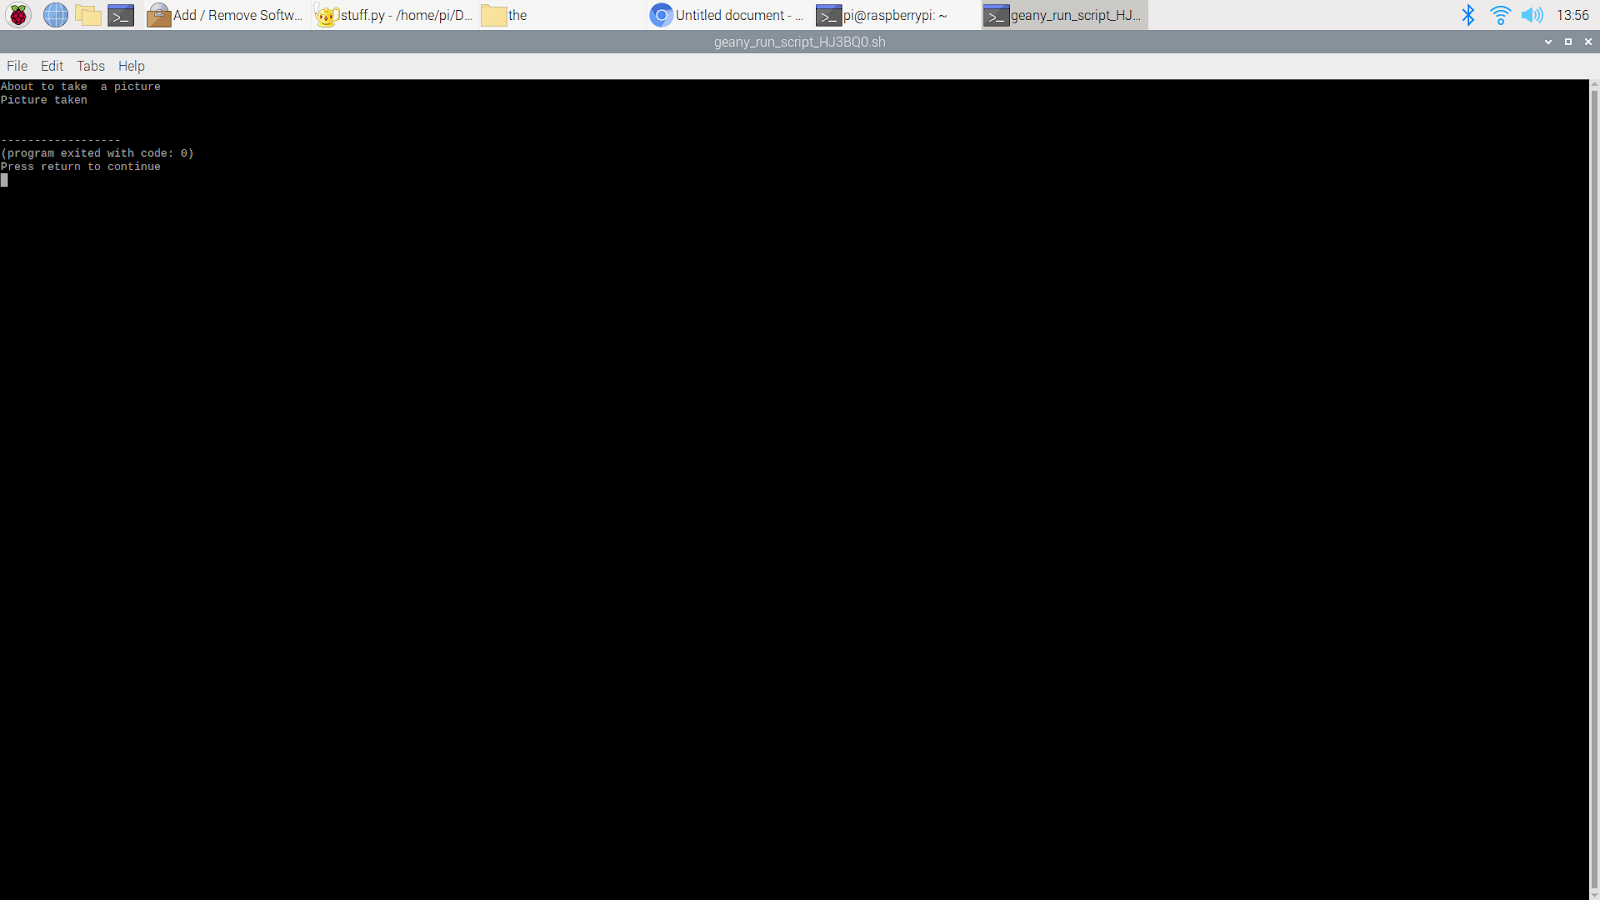 Add / Remove Softw...
stuff.py - /home/pi/D...
the
Untitled document - ...
pi@raspberrypi: ~
geany_run_script_HJ...
13:56
geany_run_script_HJ3BQ0.sh
File Edit Tabs Help
About to take  a picture
Picture taken
------------------
(program exited with code: 0)
Press return to continue